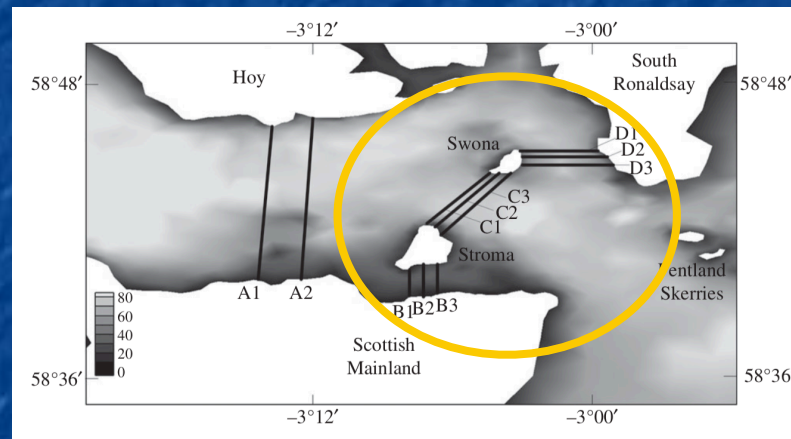 −3°12′
−3°00′
58°48′
58°48′
Hoy
South
Ronaldsay
Swona
D1
D2
D3
C3
C2
C1
Stroma
Pentland
Skerries
A1
A2
B1
B2
B3
80
60
40
20
0
Scottish
Mainland
58°36′
58°36
−3°12′
−3°00′